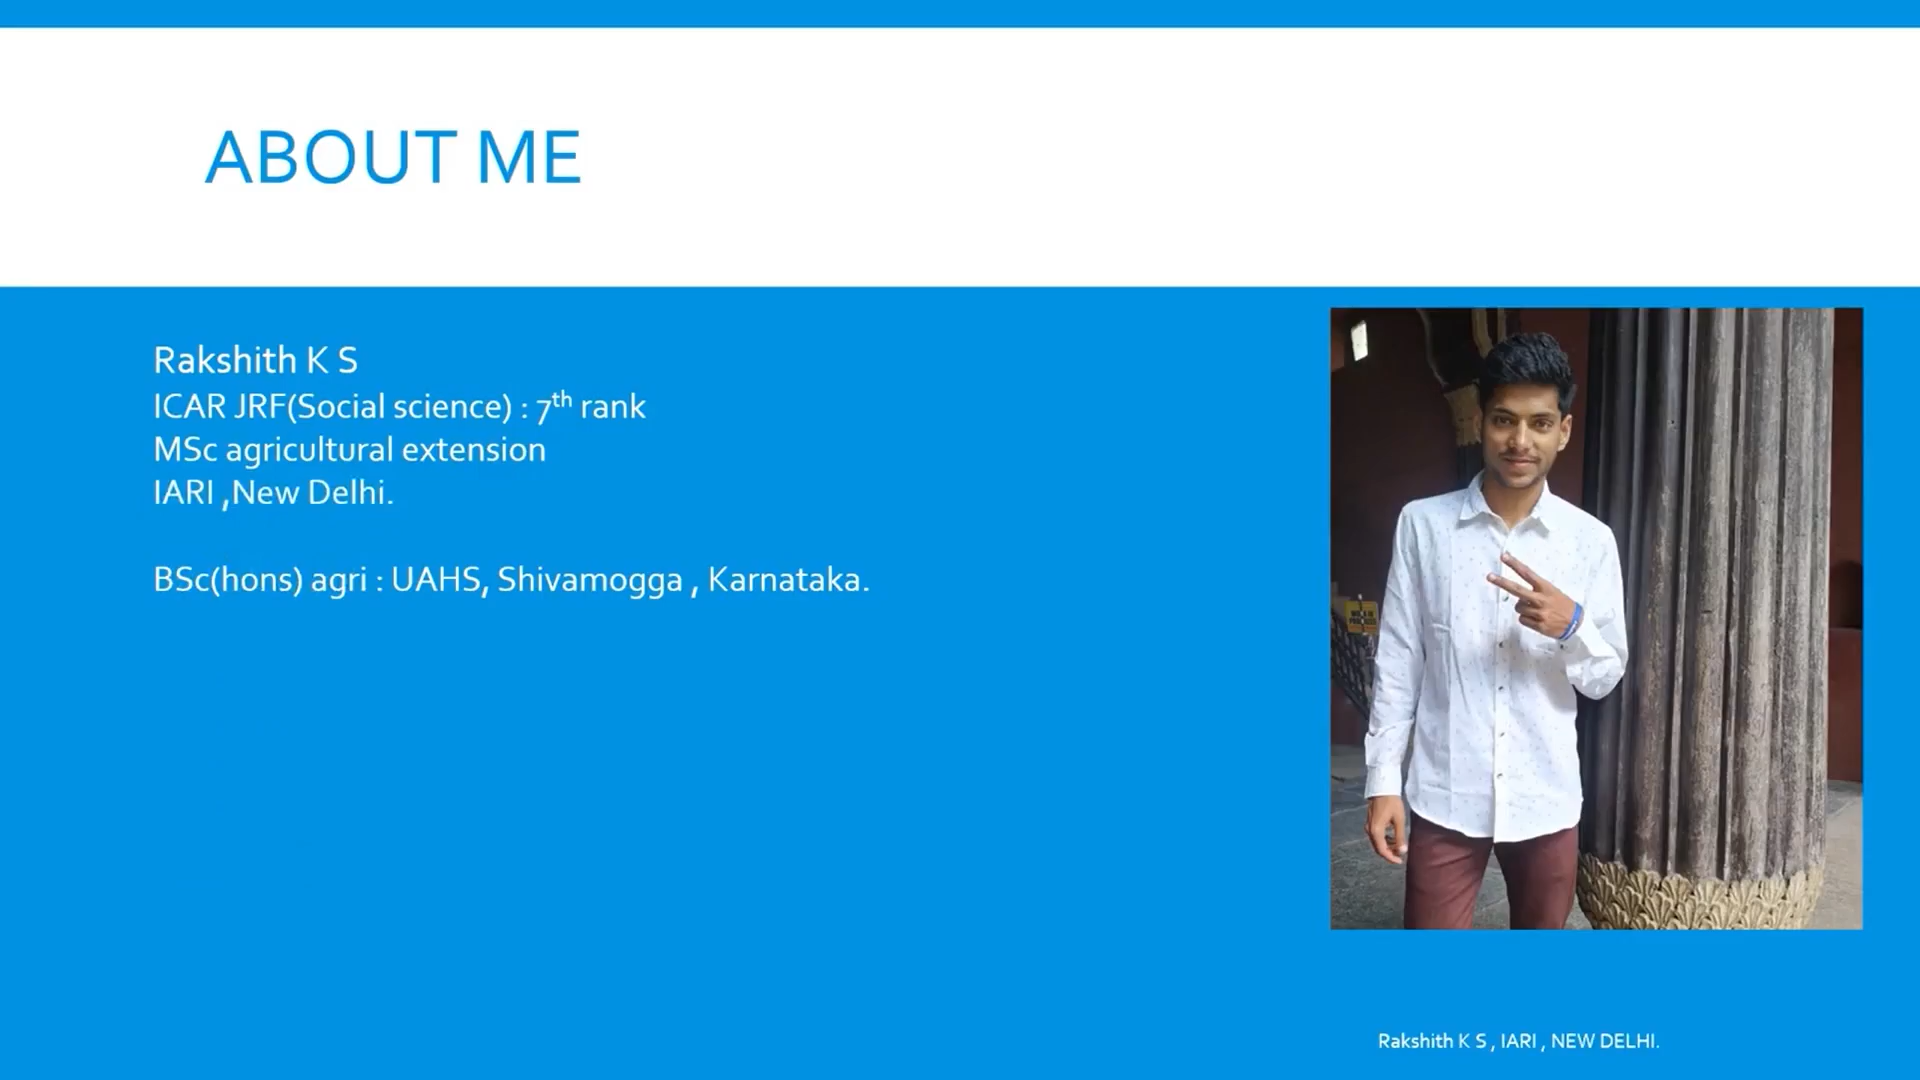 ABOUT ME
Rakshith K S
ICAR JRF(Social science) : 7th rank
MSc agricultural extension
IARI ,New Delhi.
BSc(hons) agri : UAHS, Shivamogga , Karnataka.
Rakshith K S , IARI , NEW DELHI.